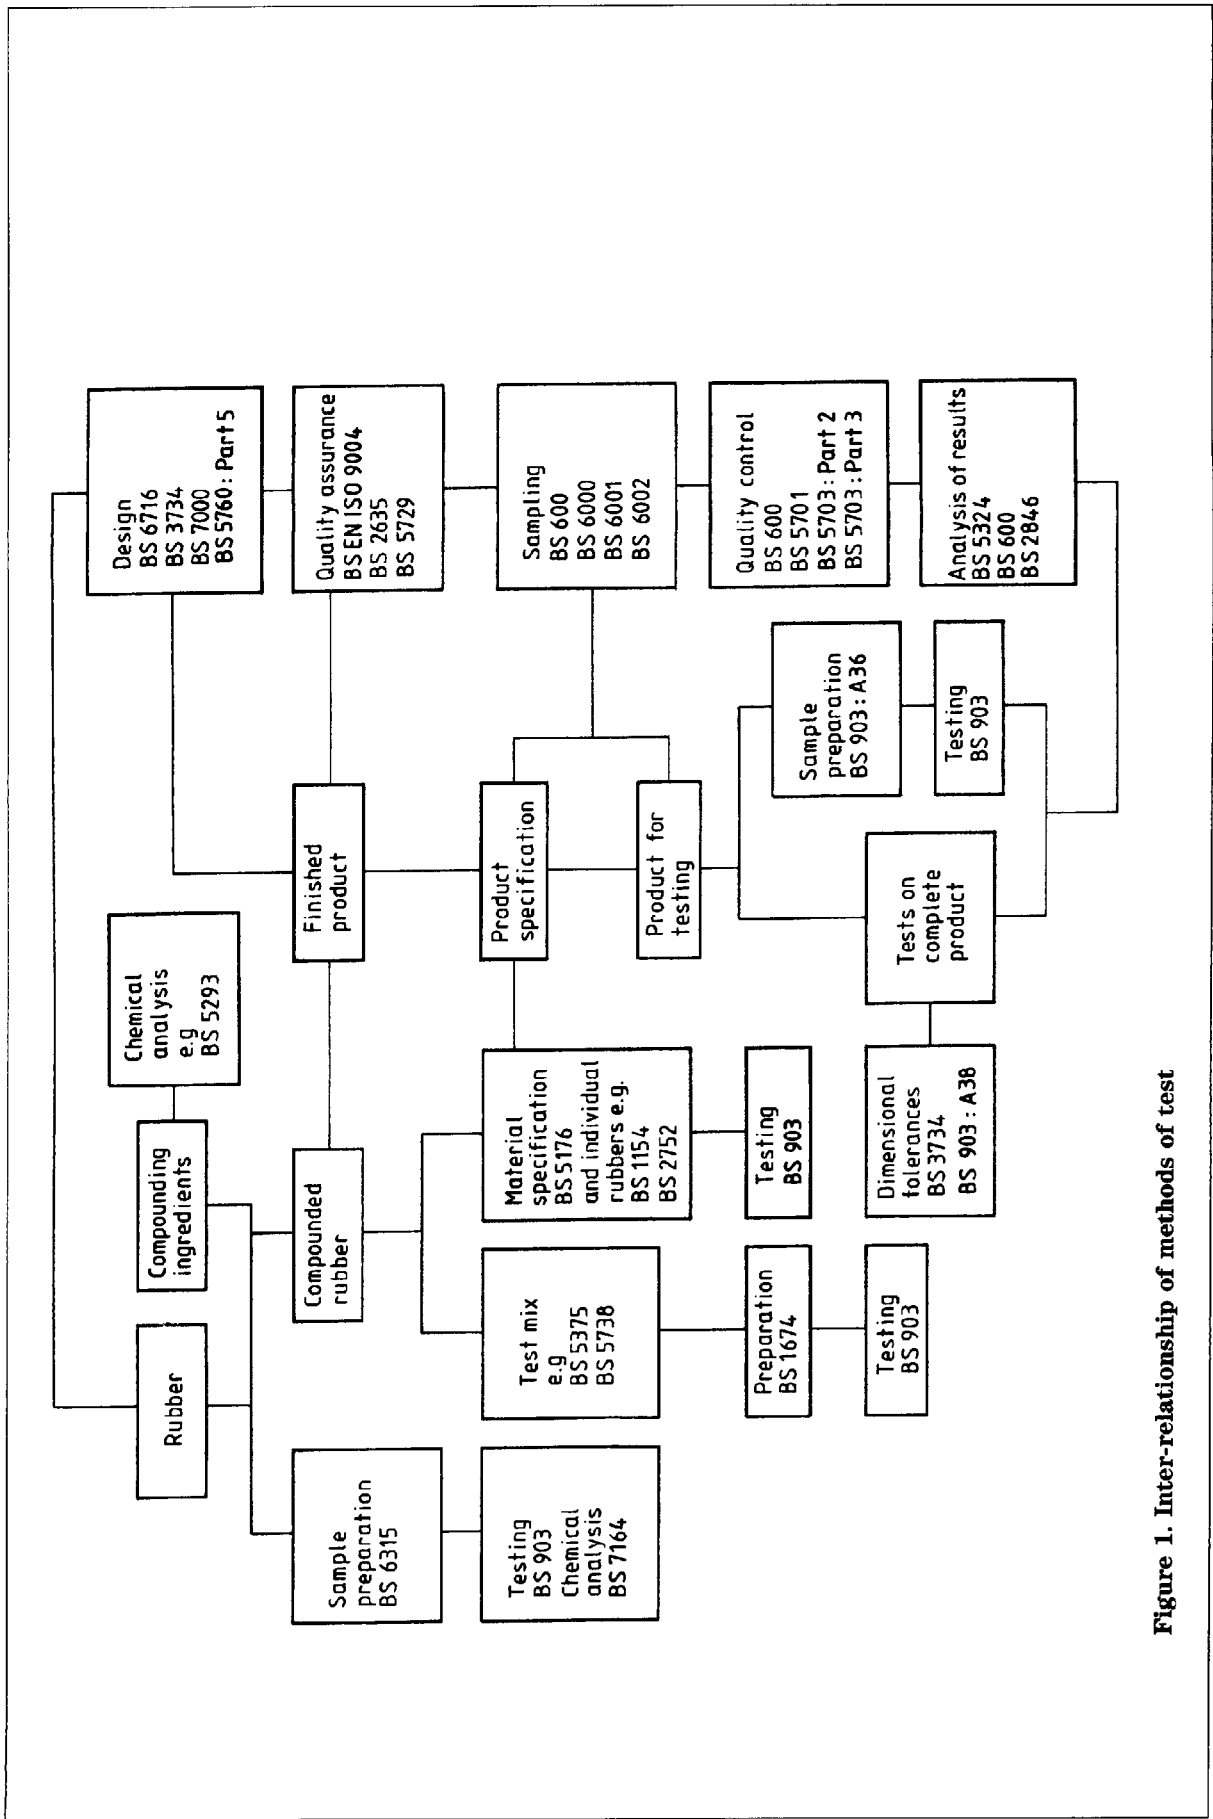 Rubber
Compounding
ingredients
Chemical
analysis
e.g
BS 5293
Design
BS 6716
BS 3734
BS 7000
BS 5760: Part 5
Sample
preparation
BS 6315
Compounded
rubber
Finished
product
Quality assurance
BS EN ISO 9004
BS 2635
BS 5729
Testing
BS 903
Chemical
analysis
BS 7164
Test mix
e.g
BS 5375
BS 5738
Material
specification
BS 5176
and individual
rubbers e.g.
BS 1154
BS 2752
Product
specification
Sampling
BS 600
BS 6000
BS 6001
BS 6002
Product for
testing
Preparation
BS 1674
Testing
BS 903
Sample
preparation
BS 903: A36
Quality control
BS 600
BS 5701
BS 5703: Part 2
BS 5703: Part 3
Testing
BS 903
Dimensional
tolerances
BS 3734
BS 903 : A38
Tests on
complete
product
Testing
BS 903
Analysis of results
BS 5324
BS 600
BS 2846
Figure 1. Inter-relationship of methods of test